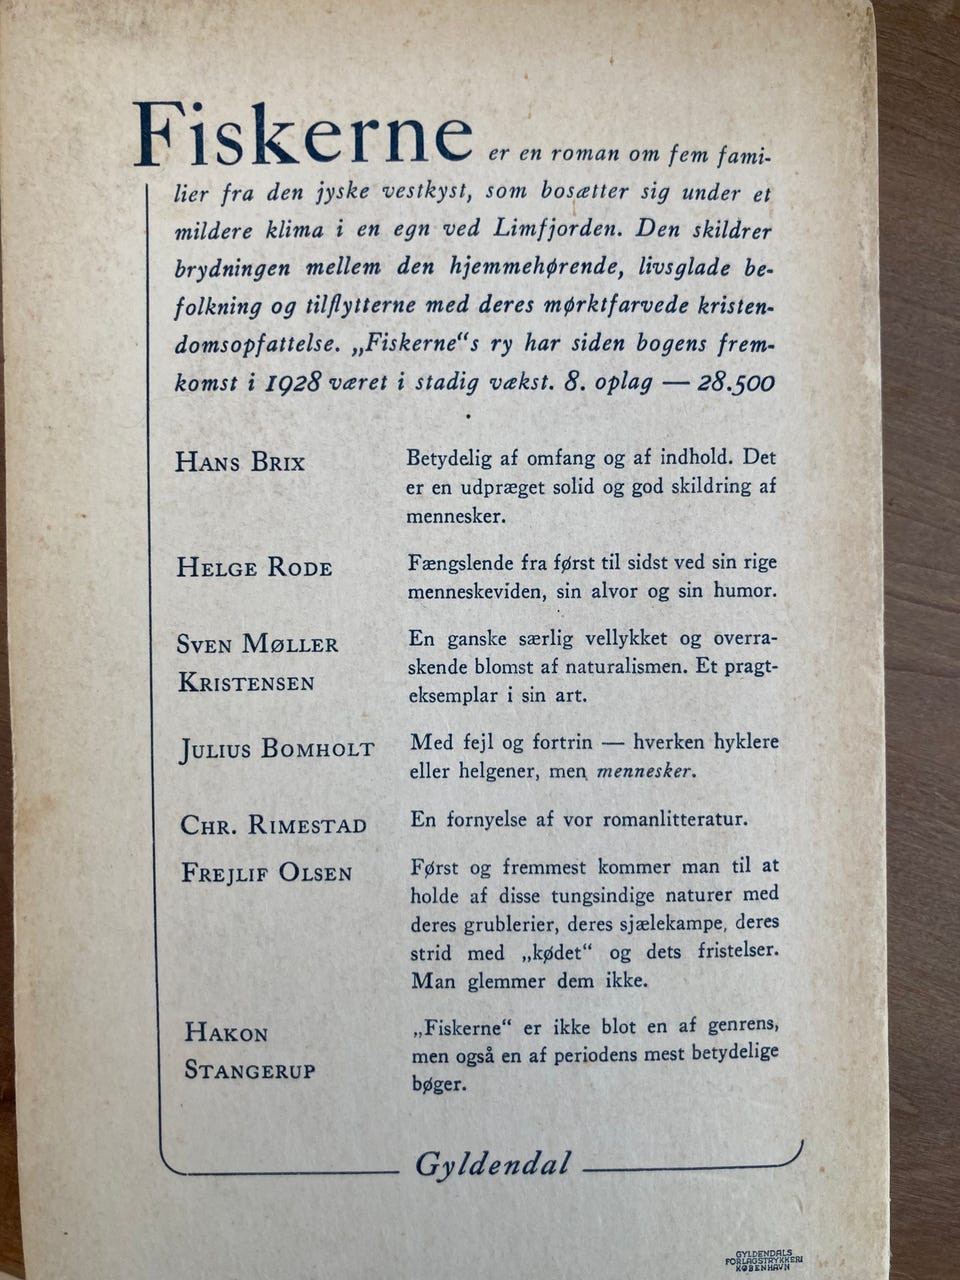 Fiskerne er en roman om fem fami-
lier fra den jyske vestkyst, som bosætter sig under et
mildere klima i en egn ved Limfjorden. Den skildrer
brydningen mellem den hjemmehørende, livsglade be-
folkning og tilflytterne med deres mørktfarvede kristen-
domsopfattelse. „Fiskerne“s ry har siden bogens frem-
komst i 1928 været i stadig vækst. 8. oplag — 28.500
HANS BRIX
Betydelig af omfang og af indhold. Det
er en udpræget solid og god skildring af
mennesker.
HELGE RODE
Fængslende fra først til sidst ved sin rige
menneskeviden, sin alvor og sin humor.
SVEN MØLLER
KRISTENSEN
En ganske særlig vellykket og overra-
skende blomst af naturalismen. Et pragt-
eksemplar i sin art.
JULIUS BOMHOLT
Med fejl og fortrin — hverken hyklere
eller helgener, men mennesker.
CHR. RIMESTAD
En fornyelse af vor romanlitteratur.
FREJLIF OLSEN
Først og fremmest kommer man til at
holde af disse tungsindige naturer med
deres grublerier, deres sjælekampe, deres
strid med „kødet“ og dets fristelser.
Man glemmer dem ikke.
HAKON
STANGERUP
„Fiskerne“ er ikke blot en af genrens,
men også en af periodens mest betydelige
bøger.
Gyldendal
GYLDENDALS
FORLAGSTRYKKERI
KØBENHAVN